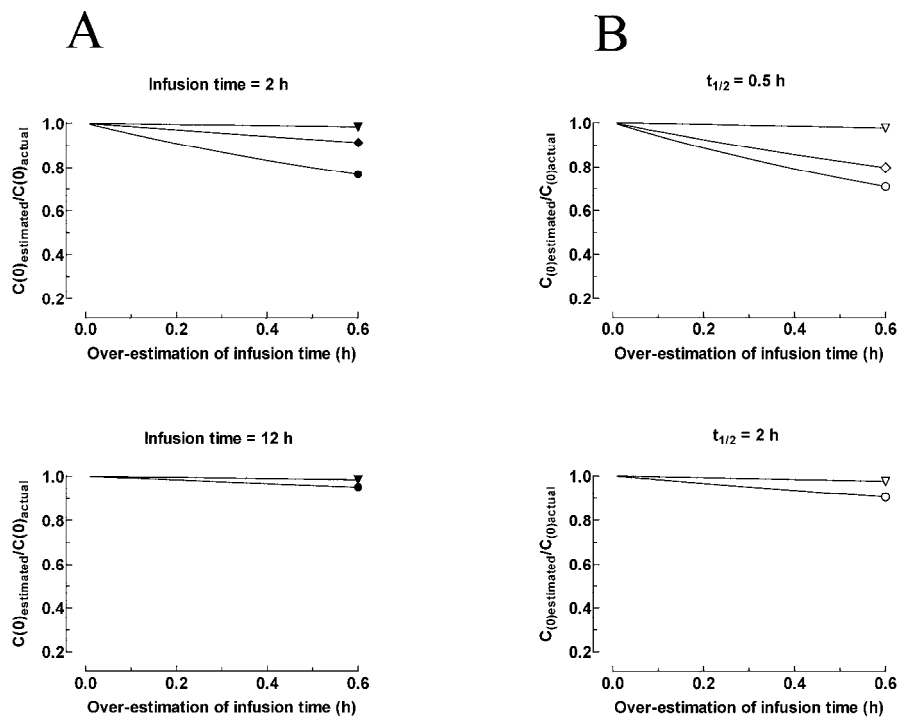 A
B
Infusion time = 2 h
C(0)estimated/C(0)actual
1.0
0.8
0.6
0.4
0.2
0.0 0.2 0.4 0.6
Over-estimation of infusion time (h)
t1/2 = 0.5 h
C(0)estimated/C(0)actual
1.0
0.8
0.6
0.4
0.2
0.0 0.2 0.4 0.6
Over-estimation of infusion time (h)
Infusion time = 12 h
C(0)estimated/C(0)actual
1.0
0.8
0.6
0.4
0.2
0.0 0.2 0.4 0.6
Over-estimation of infusion time (h)
t1/2 = 2 h
C(0)estimated/C(0)actual
1.0
0.8
0.6
0.4
0.2
0.0 0.2 0.4 0.6
Over-estimation of infusion time (h)